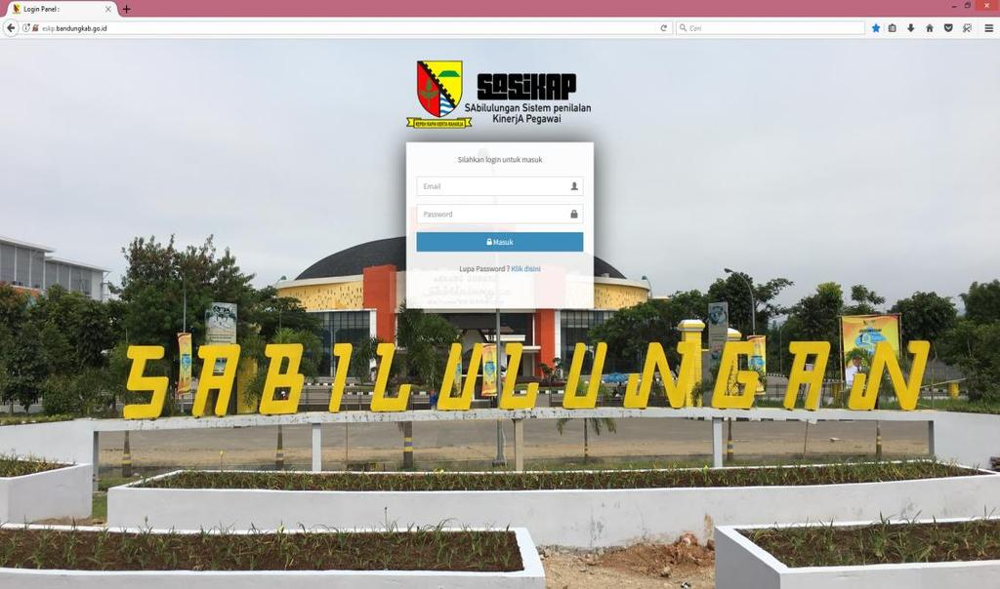 Login Panel :
eskp.bandungkab.go.id
Cari
SaSiKAP
SAbilulungan Sistem penilaian
KinerjA Pegawai
REPEH RAPIH KERTA RAHARJA
Silahkan login untuk masuk
Email
Password
Masuk
Lupa Password ? Klik disini
SABILULUNGAN